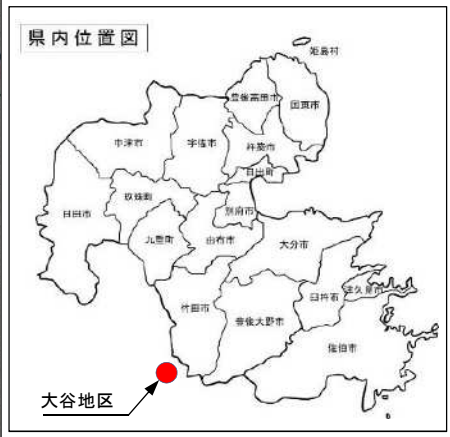 県内位置図
姫島村
豊後高田市
国東市
中津市
宇佐市
杵築市
日出町
日田市
玖珠町
別府市
九重町
由布市
大分市
竹田市
豊後大野市
臼杵市
津久見市
佐伯市
大谷地区